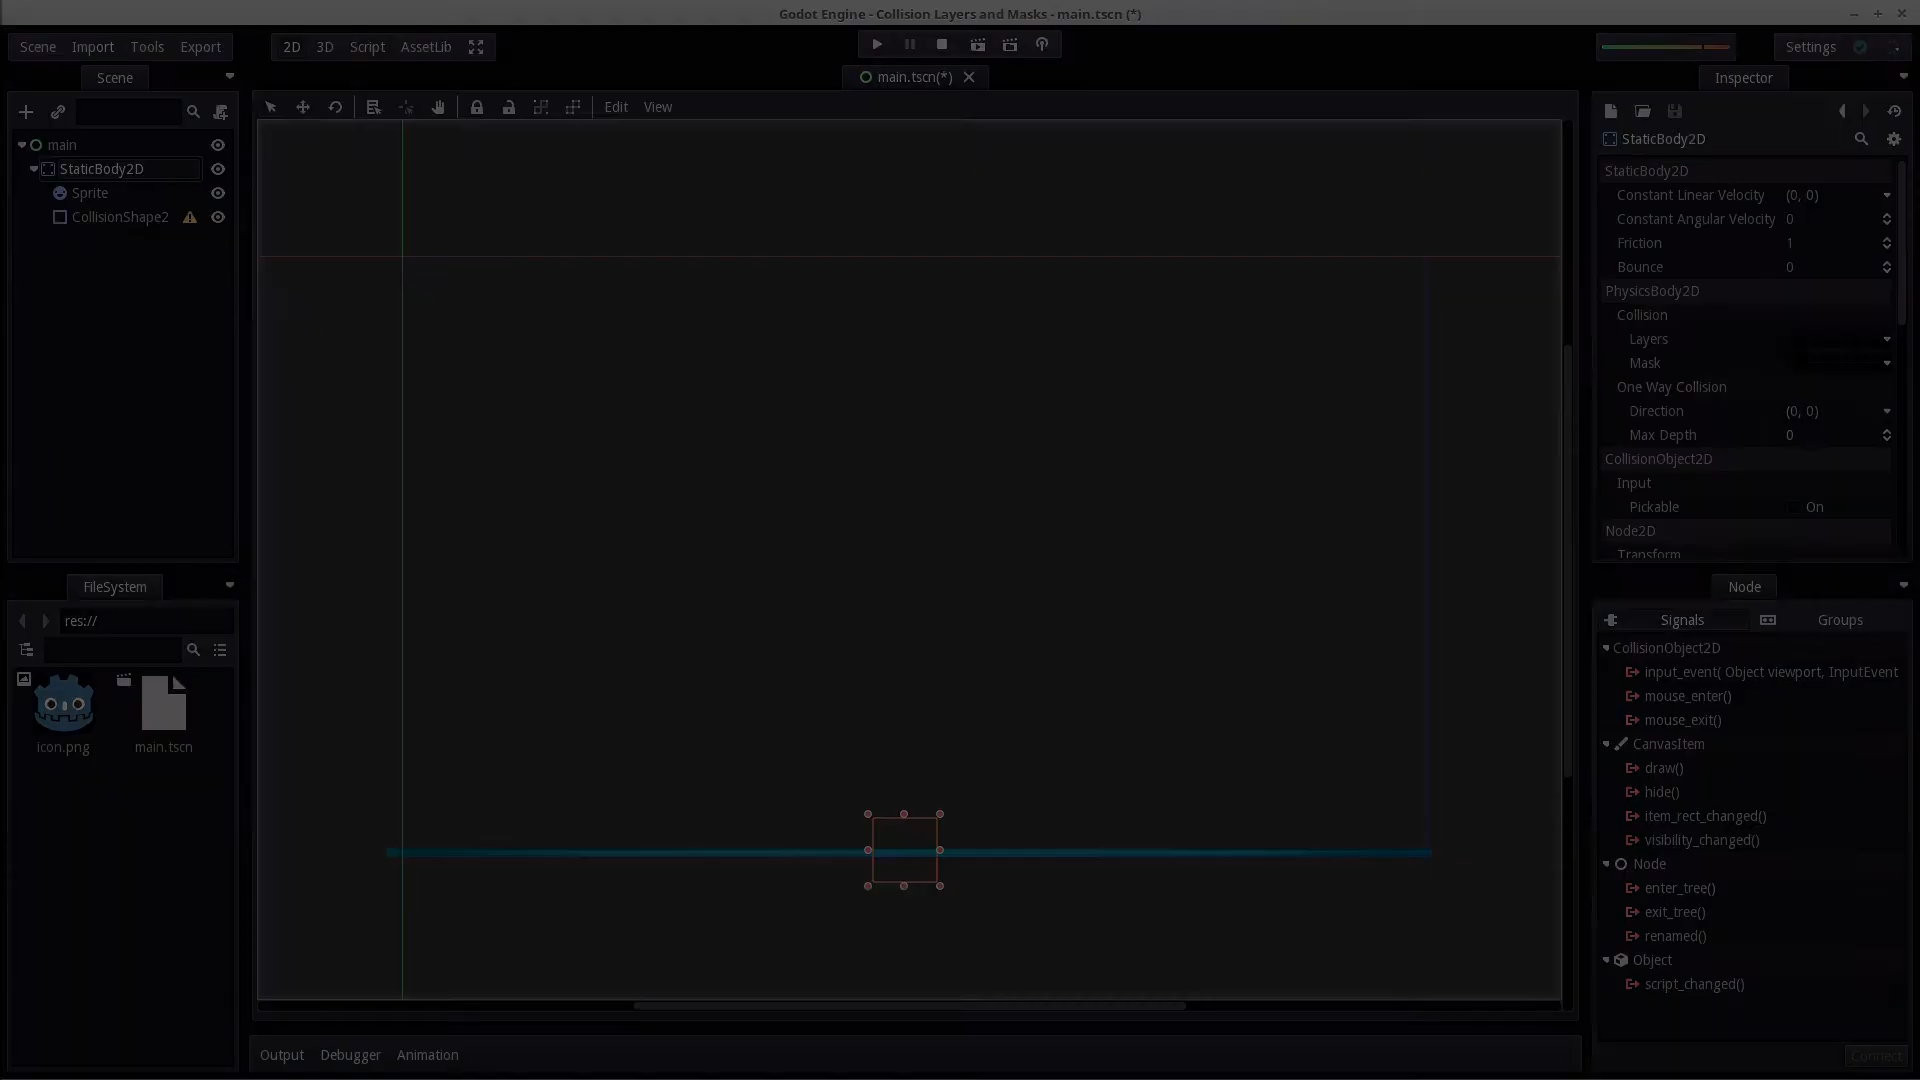 Godot Engine - Collision Layers and Masks - main.tscn (*)
Scene Import Tools Export
2D 3D Script AssetLib
Settings
Scene
main.tscn(*)
Inspector
Edit View
main
StaticBody2D
Sprite
CollisionShape2
StaticBody2D
StaticBody2D
Constant Linear Velocity (0, 0)
Constant Angular Velocity 0
Friction 1
Bounce 0
PhysicsBody2D
Collision
Layers
Mask
One Way Collision
Direction (0, 0)
Max Depth 0
CollisionObject2D
Input
Pickable On
Node2D
Transform
FileSystem
res://
icon.png
main.tscn
Node
Signals Groups
CollisionObject2D
input_event( Object viewport, InputEvent
mouse_enter()
mouse_exit()
CanvasItem
draw()
hide()
item_rect_changed()
visibility_changed()
Node
enter_tree()
exit_tree()
renamed()
Object
script_changed()
Connect
Output Debugger Animation